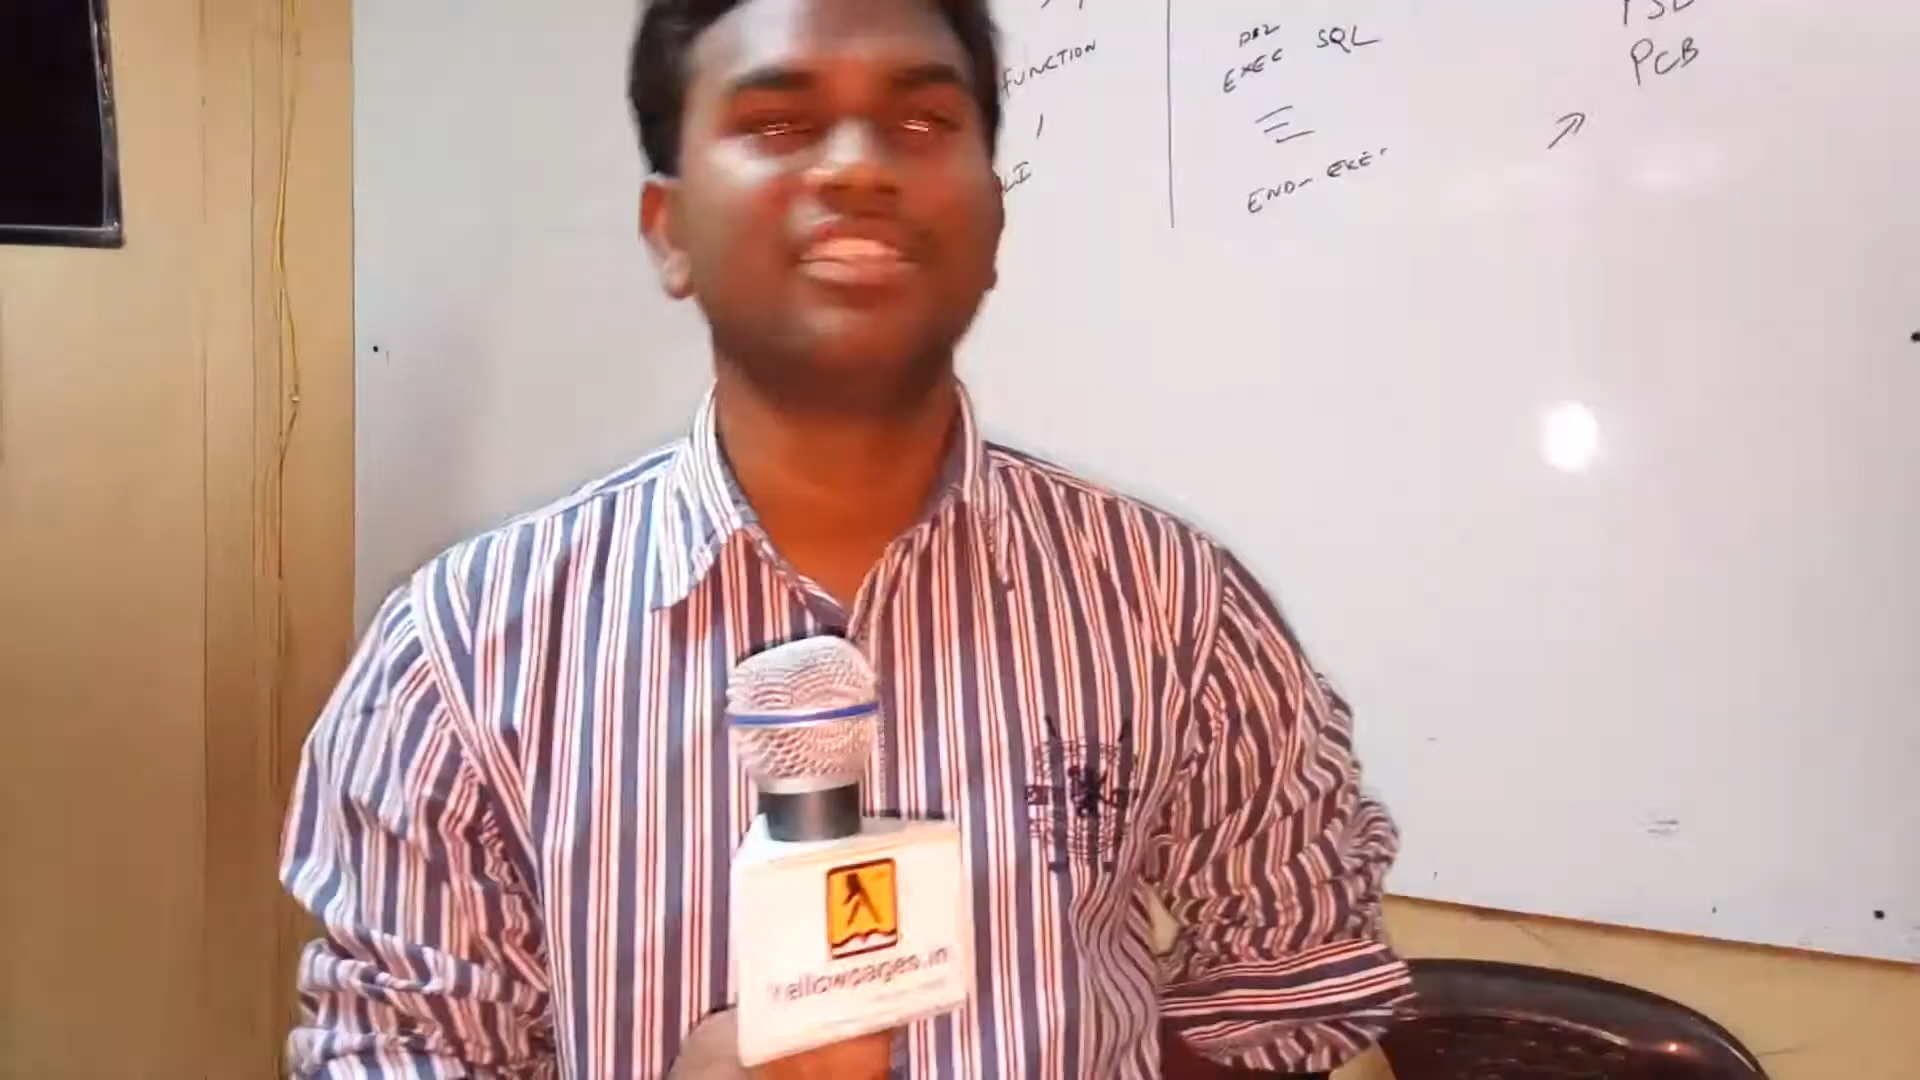 FUNCTION
DB2
EXEC SQL
END- EXEC
PCB
Yellowpages.in